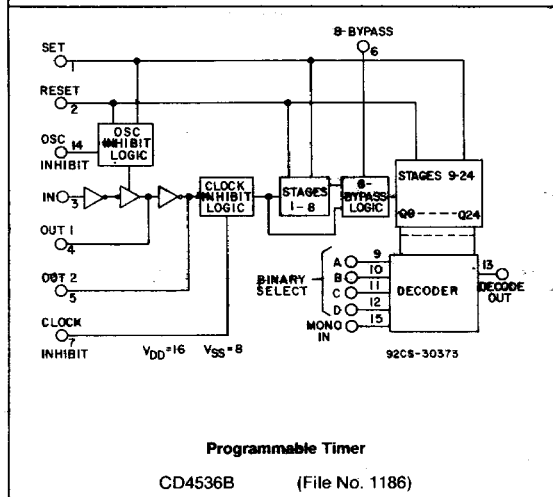 8-BYPASS
6
SET
1
RESET
2
OSC 14
INHIBIT
OSC
INHIBIT
LOGIC
IN
3
CLOCK
INHIBIT
LOGIC
STAGES
1-8
8-
BYPASS
LOGIC
STAGES 9-24
Q9 Q24
OUT 1
4
OUT 2
5
CLOCK
7
INHIBIT
VDD=16 VSS=8
BINARY
SELECT
A 9
B 10
C 11
D 12
MONO 15
IN
DECODER
13
DECODE
OUT
92CS-30373
Programmable Timer
CD4536B (File No. 1186)